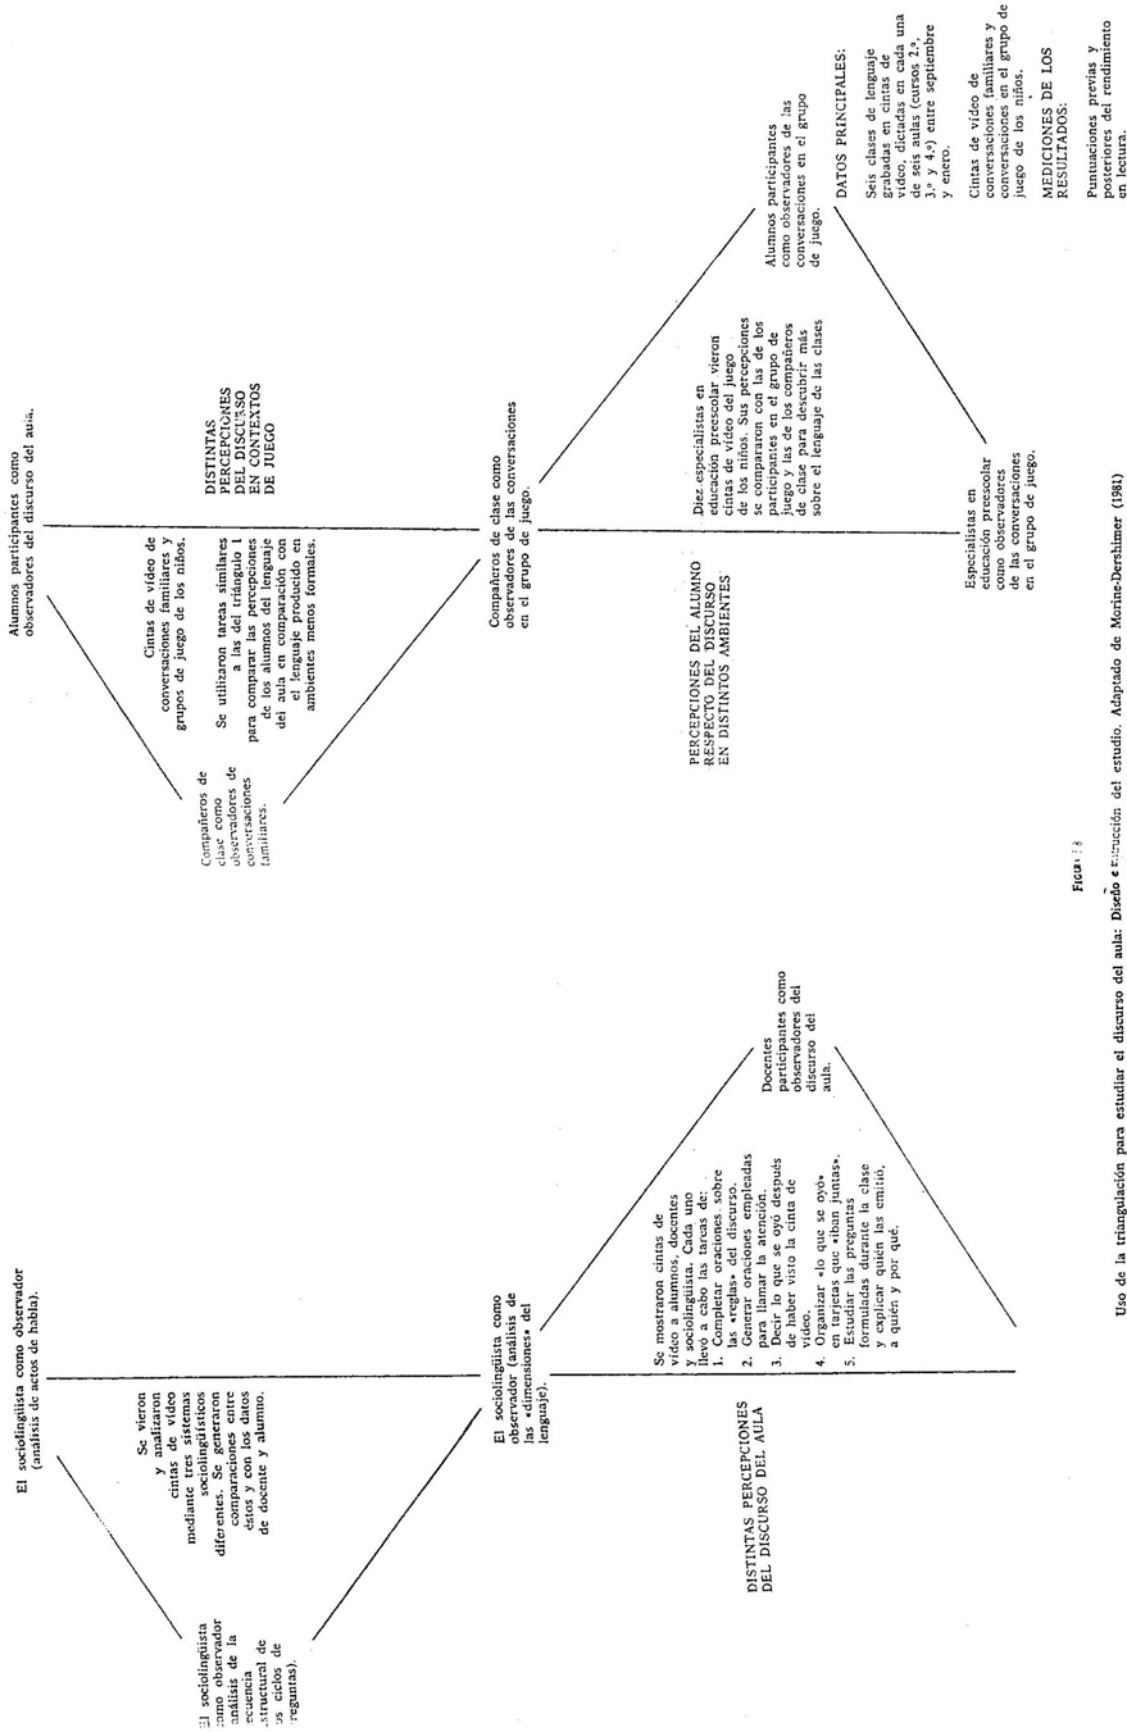 El sociolingüista como observador
(análisis de actos de habla).
El sociolingüista
como observador
análisis de la
ecuencia
structural de
os ciclos de
reguntas).
Se vieron
y analizaron
cintas de vídeo
mediante tres sistemas
sociolingüísticos
diferentes. Se generaron
comparaciones entre
éstos y con los datos
de docente y alumno.
El sociolingüista como
observador (análisis de
las «dimensiones» del
lenguaje).
DISTINTAS PERCEPCIONES
DEL DISCURSO DEL AULA
Se mostraron cintas de
vídeo a alumnos, docentes
y sociolingüista. Cada uno
llevó a cabo las tareas de:
1. Completar oraciones sobre
las «reglas» del discurso.
2. Generar oraciones empleadas
para llamar la atención.
3. Decir lo que se oyó después
de haber visto la cinta de
vídeo.
4. Organizar «lo que se oyó»
en tarjetas que «iban juntas».
5. Estudiar las preguntas
formuladas durante la clase
y explicar quién las emitió,
a quién y por qué.
Docentes
participantes como
observadores del
discurso del
aula.
Alumnos participantes como
observadores del discurso del aula.
Compañeros de
clase como
observadores de
conversaciones
familiares.
Cintas de vídeo de
conversaciones familiares y
grupos de juego de los niños.
Se utilizaron tareas similares
a las del triángulo 1
para comparar las percepciones
de los alumnos del lenguaje
del aula en comparación con
el lenguaje producido en
ambientes menos formales.
DISTINTAS
PERCEPCIONES
DEL DISCURSO
EN CONTEXTOS
DE JUEGO
Compañeros de clase como
observadores de las conversaciones
en el grupo de juego.
PERCEPCIONES DEL ALUMNO
RESPECTO DEL DISCURSO
EN DISTINTOS AMBIENTES
Diez especialistas en
educación preescolar vieron
cintas de vídeo del juego
de los niños. Sus percepciones
se compararon con las de los
participantes en el grupo de
juego y las de los compañeros
de clase para descubrir más
sobre el lenguaje de las clases
Alumnos participantes
como observadores de las
conversaciones en el grupo
de juego.
Especialistas en
educación preescolar
como observadores
de las conversaciones
en el grupo de juego.
DATOS PRINCIPALES:
Seis clases de lenguaje
grabadas en cintas de
vídeo, dictadas en cada una
de seis aulas (cursos 2.º,
3.º y 4.º) entre septiembre
y enero.
Cintas de vídeo de
conversaciones familiares y
conversaciones en el grupo de
juego de los niños.
MEDICIONES DE LOS
RESULTADOS:
Puntuaciones previas y
posteriores del rendimiento
en lectura.
Uso de la triangulación para estudiar el discurso del aula: Diseño e del estudio. Adaptado de Morine-Dershimer (1981)